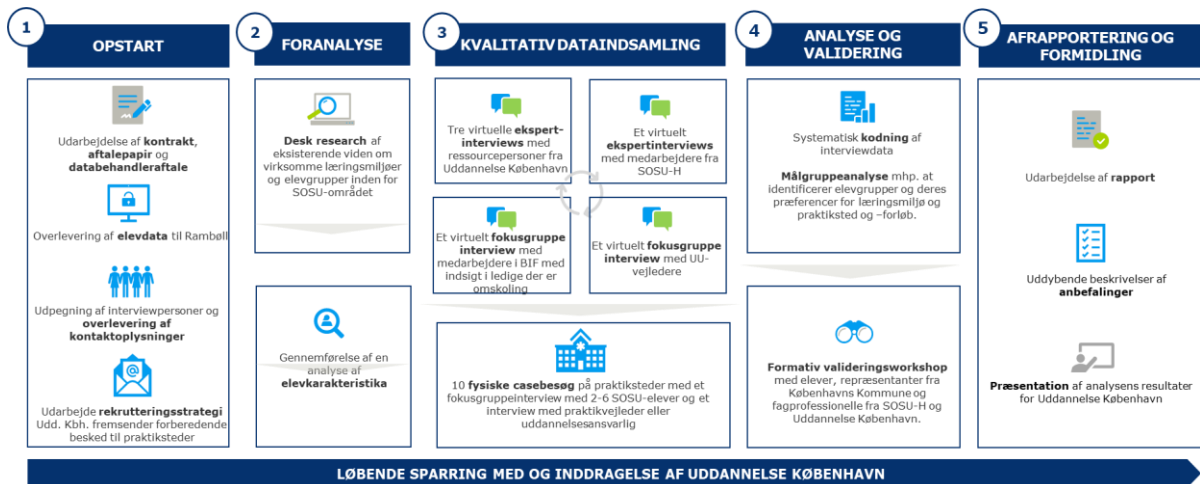 1
OPSTART
Udarbejdelse af kontrakt,
aftalepapir og
databehandleraftale
Overlevering af elevdata til Rambøll
Udpegning af interviewpersoner og
overlevering af
kontaktoplysninger
Udarbejde rekrutteringsstrategi
Udd. Kbh. fremsender forberedende
besked til praktiksteder
2
FORANALYSE
Desk research af
eksisterende viden om
virksomme læringsmiljøer
og elevgrupper inden for
SOSU-området
Gennemførelse af en
analyse af
elevkarakteristika
3
KVALITATIV DATAINDSAMLING
Tre virtuelle ekspert-
interviews med
ressourcepersoner fra
Uddannelse København
Et virtuelt
ekspertinterviews
med medarbejdere fra
SOSU-H
Et virtuelt fokusgruppe
interview med
medarbejdere i BIF med
indsigt i ledige der er
omskoling
Et virtuelt fokusgruppe
interview med UU-
vejledere
10 fysiske casebesøg på praktiksteder med et
fokusgruppeinterview med 2-6 SOSU-elever og et
interview med praktikvejleder eller
uddannelsesansvarlig
4
ANALYSE OG
VALIDERING
Systematisk kodning af
interviewdata
Målgruppeanalyse mhp. at
identificere elevgrupper og deres
præferencer for læringsmiljø og
praktiksted og –forløb.
Formativ valideringsworkshop
med elever, repræsentanter fra
Københavns Kommune og
fagprofessionelle fra SOSU-H og
Uddannelse København.
5
AFRAPPORTERING OG
FORMIDLING
Udarbejdelse af rapport
Uddybende beskrivelser af
anbefalinger
Præsentation af analysens resultater
for Uddannelse København
LØBENDE SPARRING MED OG INDDRAGELSE AF UDDANNELSE KØBENHAVN